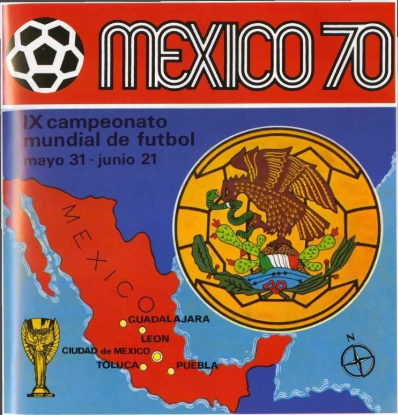 MEXICO 70
IX campeonato
mundial de futbol
mayo 31 - junio 21
MEXICO
GUADALAJARA
LEON
CIUDAD de MEXICO
TOLUCA
PUEBLA
N